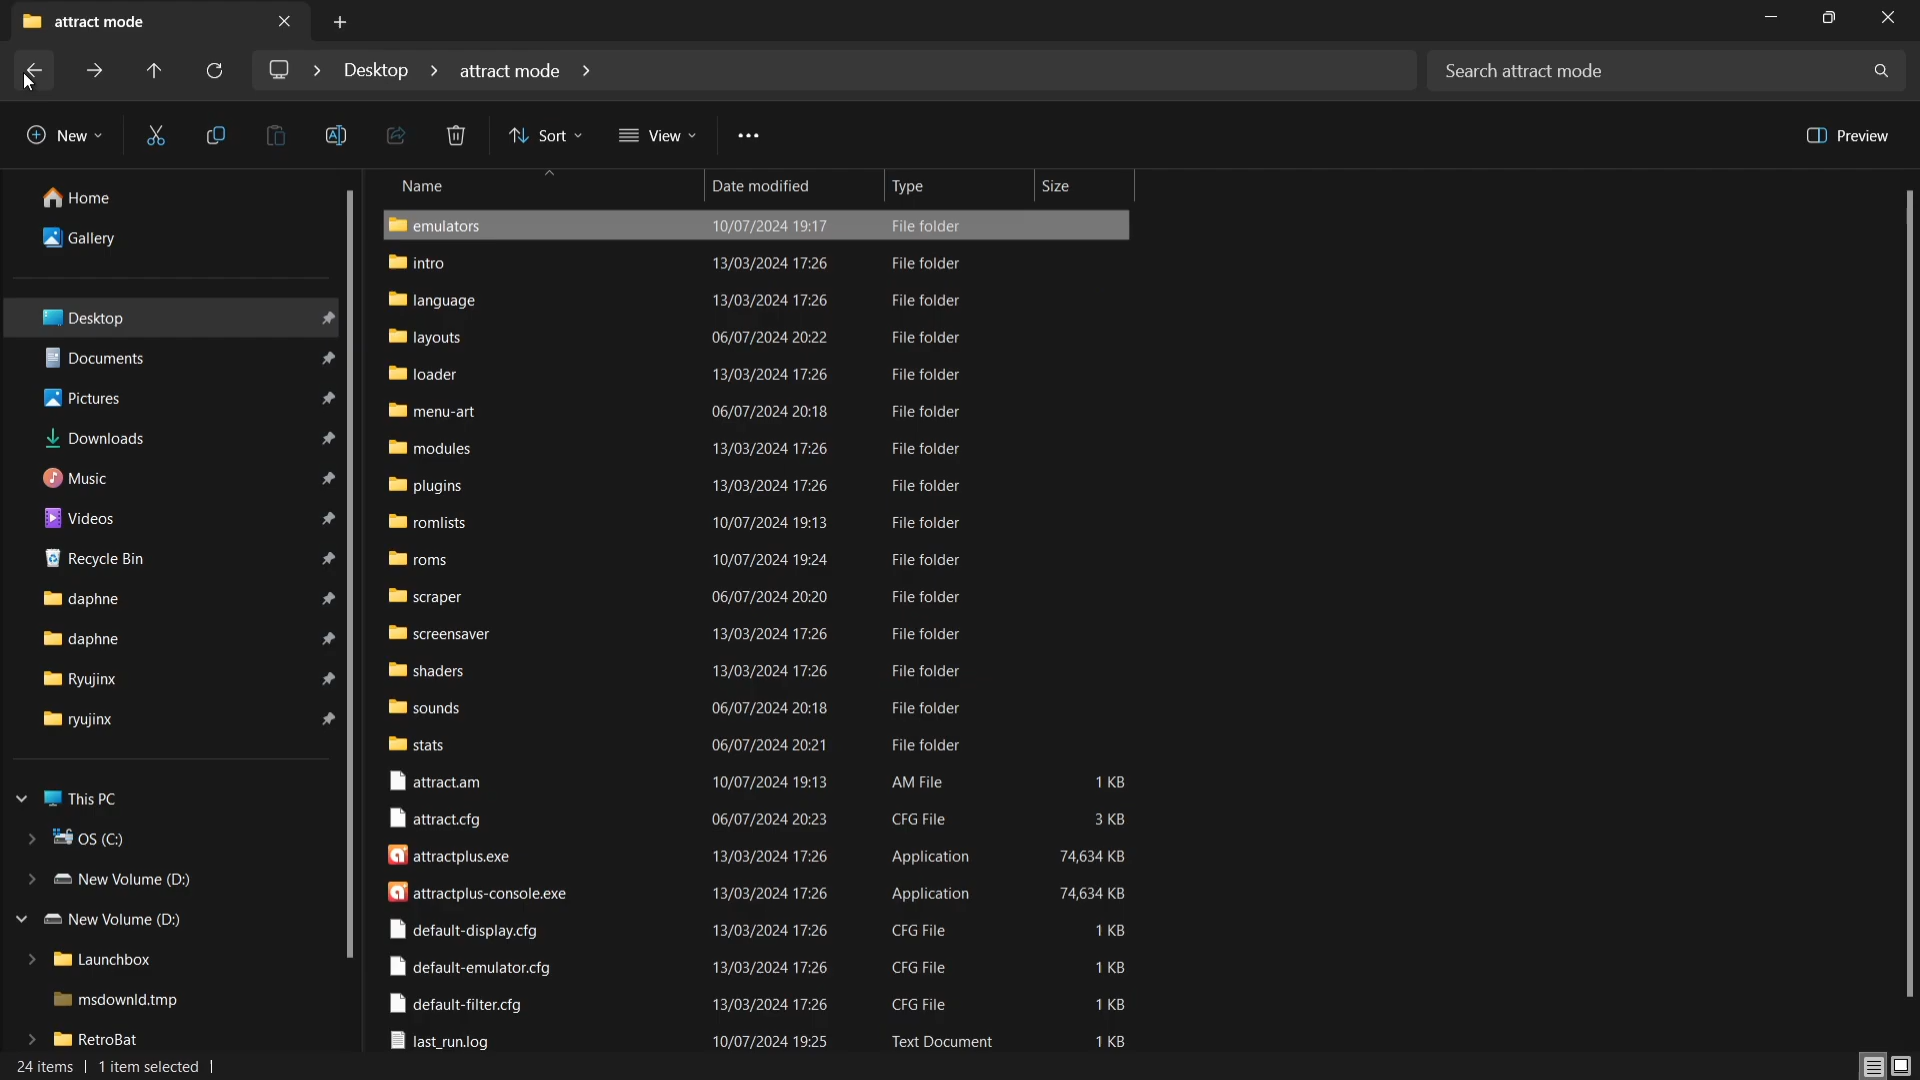 attract mode
Desktop > attract mode >
Search attract mode
New
Sort
View
Preview
Name Date modified Type Size
Home
Gallery
Desktop
Documents
Pictures
Downloads
Music
Videos
Recycle Bin
daphne
daphne
Ryujinx
ryujinx
This PC
OS (C:)
New Volume (D:)
New Volume (D:)
Launchbox
msdownld.tmp
RetroBat
emulators 10/07/2024 19:17 File folder
intro 13/03/2024 17:26 File folder
language 13/03/2024 17:26 File folder
layouts 06/07/2024 20:22 File folder
loader 13/03/2024 17:26 File folder
menu-art 06/07/2024 20:18 File folder
modules 13/03/2024 17:26 File folder
plugins 13/03/2024 17:26 File folder
romlists 10/07/2024 19:13 File folder
roms 10/07/2024 19:24 File folder
scraper 06/07/2024 20:20 File folder
screensaver 13/03/2024 17:26 File folder
shaders 13/03/2024 17:26 File folder
sounds 06/07/2024 20:18 File folder
stats 06/07/2024 20:21 File folder
attract.am 10/07/2024 19:13 AM File 1 KB
attract.cfg 06/07/2024 20:23 CFG File 3 KB
attractplus.exe 13/03/2024 17:26 Application 74,634 KB
attractplus-console.exe 13/03/2024 17:26 Application 74,634 KB
default-display.cfg 13/03/2024 17:26 CFG File 1 KB
default-emulator.cfg 13/03/2024 17:26 CFG File 1 KB
default-filter.cfg 13/03/2024 17:26 CFG File 1 KB
last_run.log 10/07/2024 19:25 Text Document 1 KB
24 items | 1 item selected |